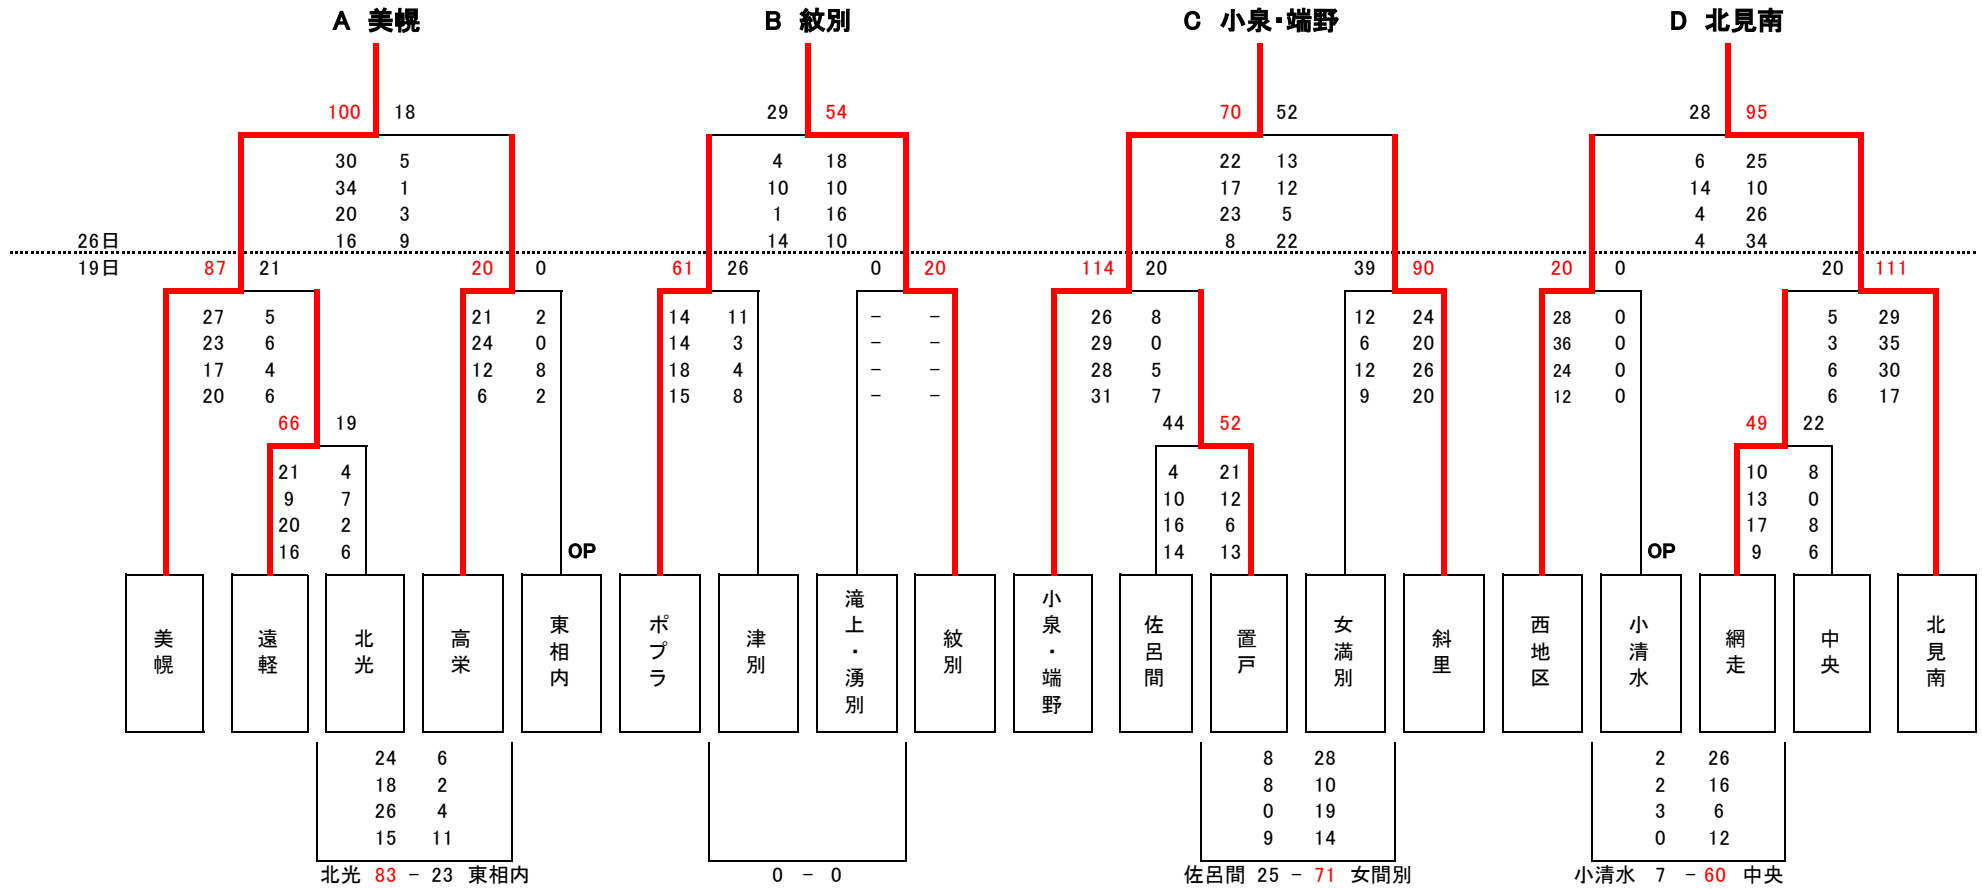 A 美幌 B 紋別 C 小泉・端野 D 北見南
100 18 29 54 70 52 28 95
30 5 4 18 22 13 6 25
34 1 10 10 17 12 14 10
20 3 1 16 23 5 4 26
26日 16 9 14 10 8 22 4 34
19日 87 21 20 0 61 26 0 20 114 20 39 90 20 0 20 111
27 5 21 2 14 11 － － 26 8 12 24 28 0 5 29
23 6 24 0 14 3 － － 29 0 6 20 36 0 3 35
17 4 12 8 18 4 － － 28 5 12 26 24 0 6 30
20 6 6 2 15 8 － － 31 7 9 20 12 0 6 17
66 19 44 52 49 22
21 4 4 21 10 8
9 7 10 12 13 0
20 2 16 6 17 8
16 6 OP 14 13 OP 9 6
美幌
遠軽
北光
高栄
東相内
ポプラ
津別
滝上・湧別
紋別
小泉・端野
佐呂間
置戸
女満別
斜里
西地区
小清水
網走
中央
北見南
24 6 8 28 2 26
18 2 8 10 2 16
26 4 0 19 3 6
15 11 9 14 0 12
北光 83 － 23 東相内 0 － 0 佐呂間 25 － 71 女間別 小清水 7 －60 中央